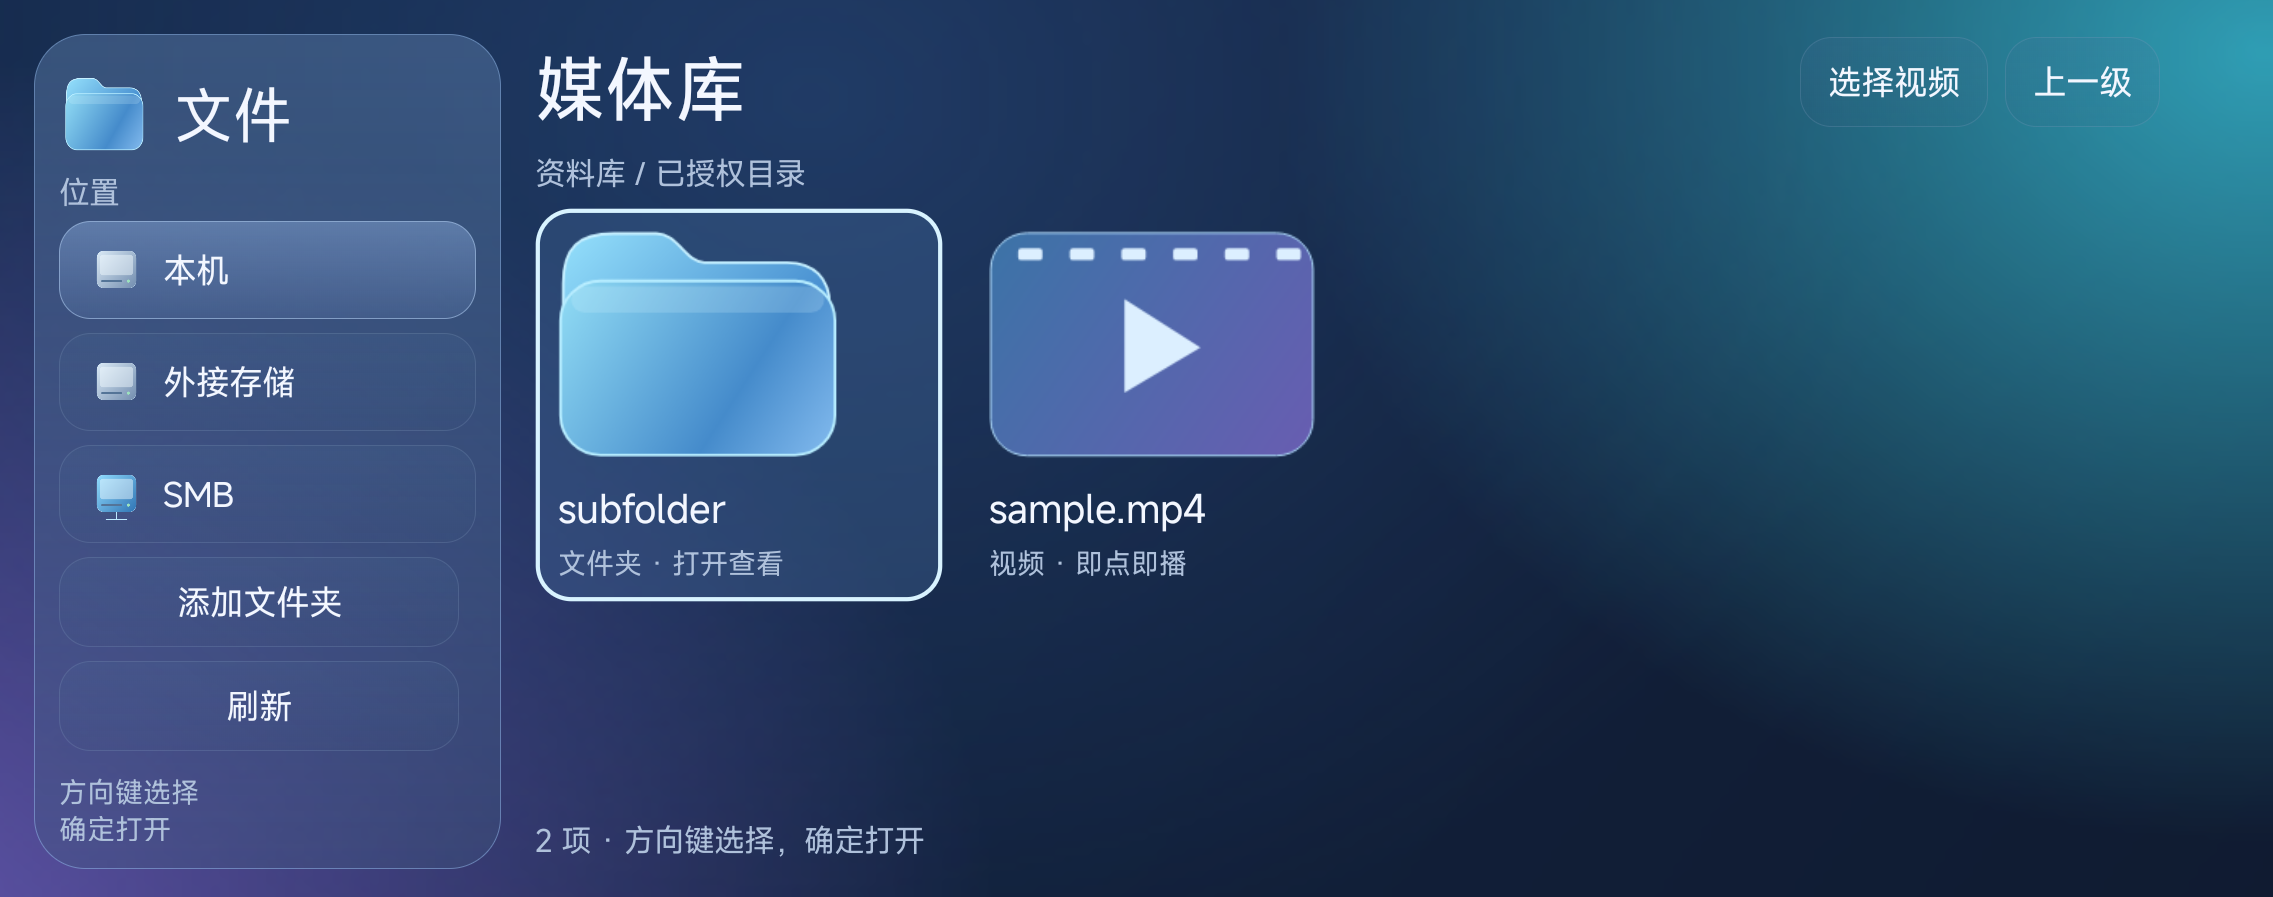 文件
位置
本机
外接存储
SMB
添加文件夹
刷新
方向键选择
确定打开
媒体库
选择视频
上一级
资料库 / 已授权目录
subfolder
文件夹 · 打开查看
sample.mp4
视频 · 即点即播
2 项 · 方向键选择，确定打开